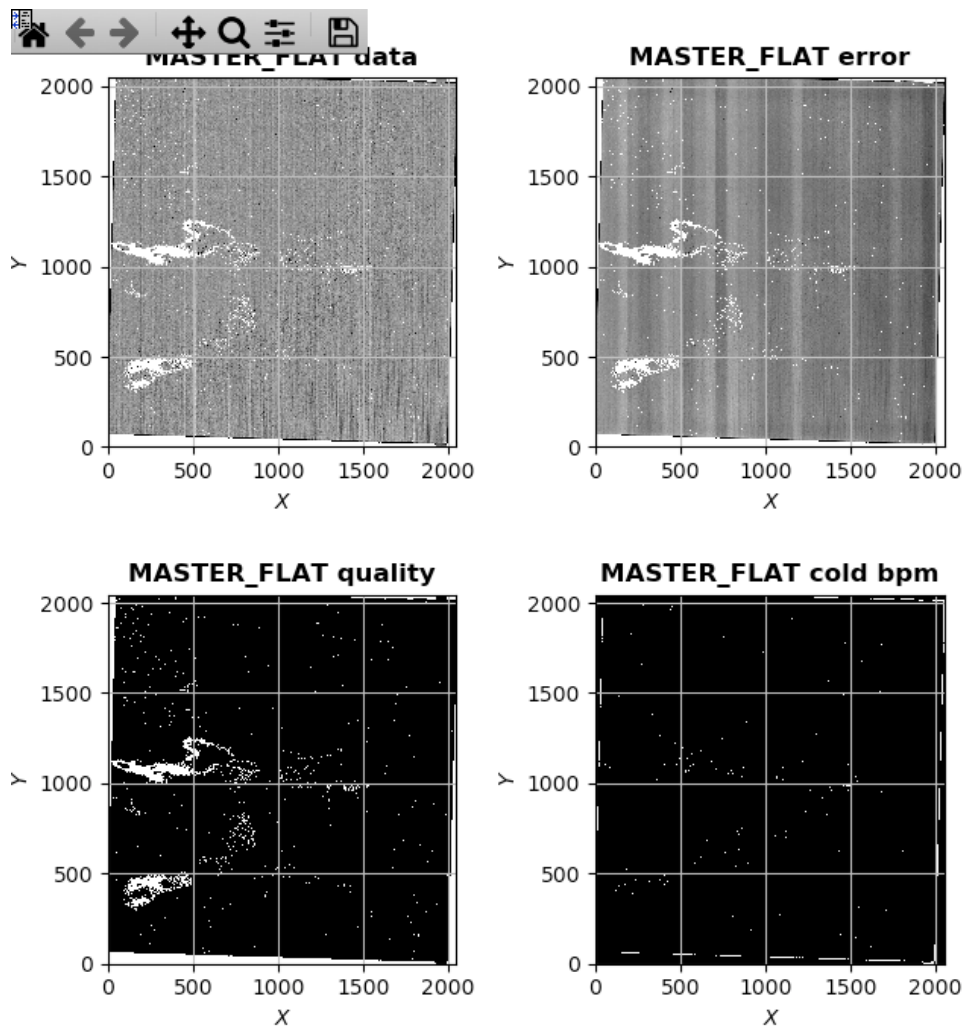 MASTER_FLAT data
2000
1500
1000
500
0
Y
0 500 1000 1500 2000
X
MASTER_FLAT error
2000
1500
1000
500
0
Y
0 500 1000 1500 2000
X
MASTER_FLAT quality
2000
1500
1000
500
0
Y
0 500 1000 1500 2000
X
MASTER_FLAT cold bpm
2000
1500
1000
500
0
Y
0 500 1000 1500 2000
X